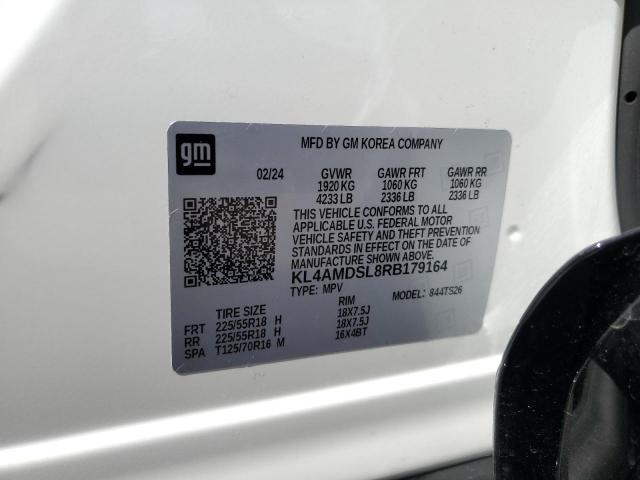 gm
MFD BY GM KOREA COMPANY
02/24 GVWR GAWR FRT GAWR RR
1920 KG 1060 KG 1060 KG
4233 LB 2336 LB 2336 LB
THIS VEHICLE CONFORMS TO ALL
APPLICABLE U.S. FEDERAL MOTOR
VEHICLE SAFETY AND THEFT PREVENTION
STANDARDS IN EFFECT ON THE DATE OF
MANUFACTURE SHOWN ABOVE.
KL4AMDSL8RB179164
TYPE: MPV MODEL: 844TS26
TIRE SIZE RIM
FRT 225/55R18 H 18X7.5J
RR 225/55R18 H 18X7.5J
SPA T125/70R16 M 16X4BT